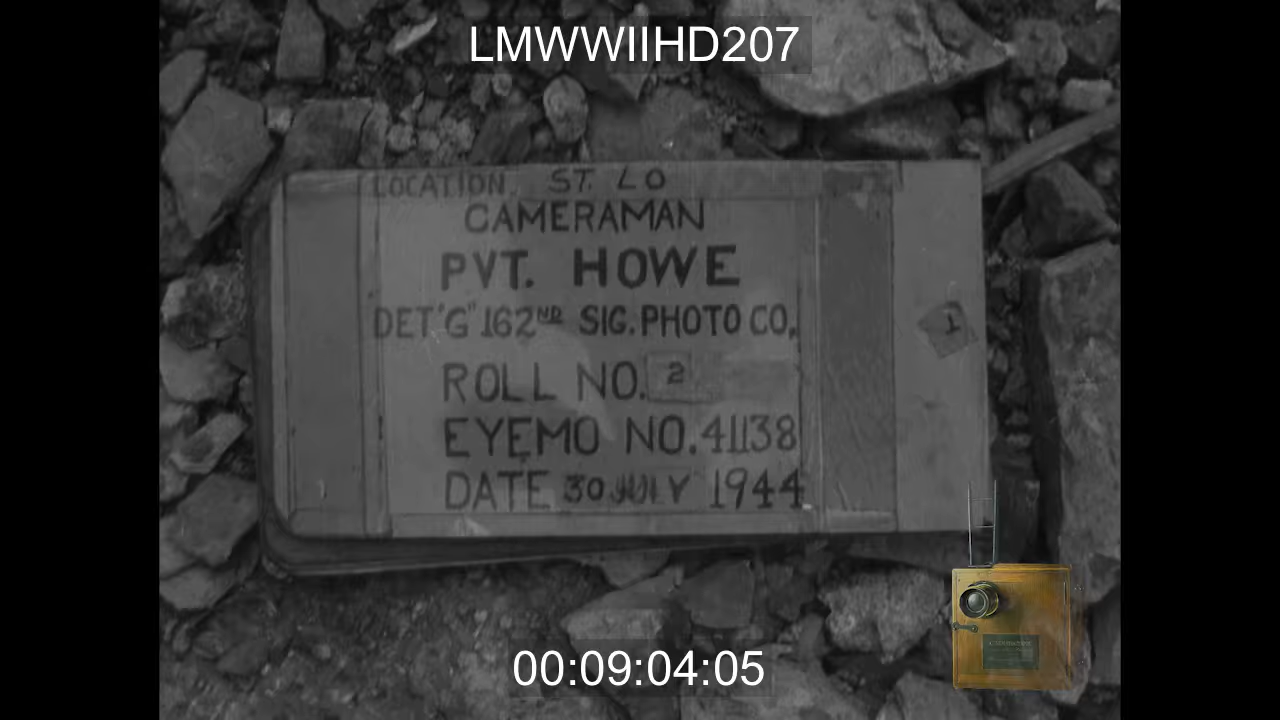 LMWWIIHD207
LOCATION. ST. LO
CAMERAMAN
PVT. HOWE
DET."G" 162ND SIG. PHOTO CO.
1
ROLL NO. 2
EYEMO NO. 41138
DATE 30 JULY 1944
00:09:04:05